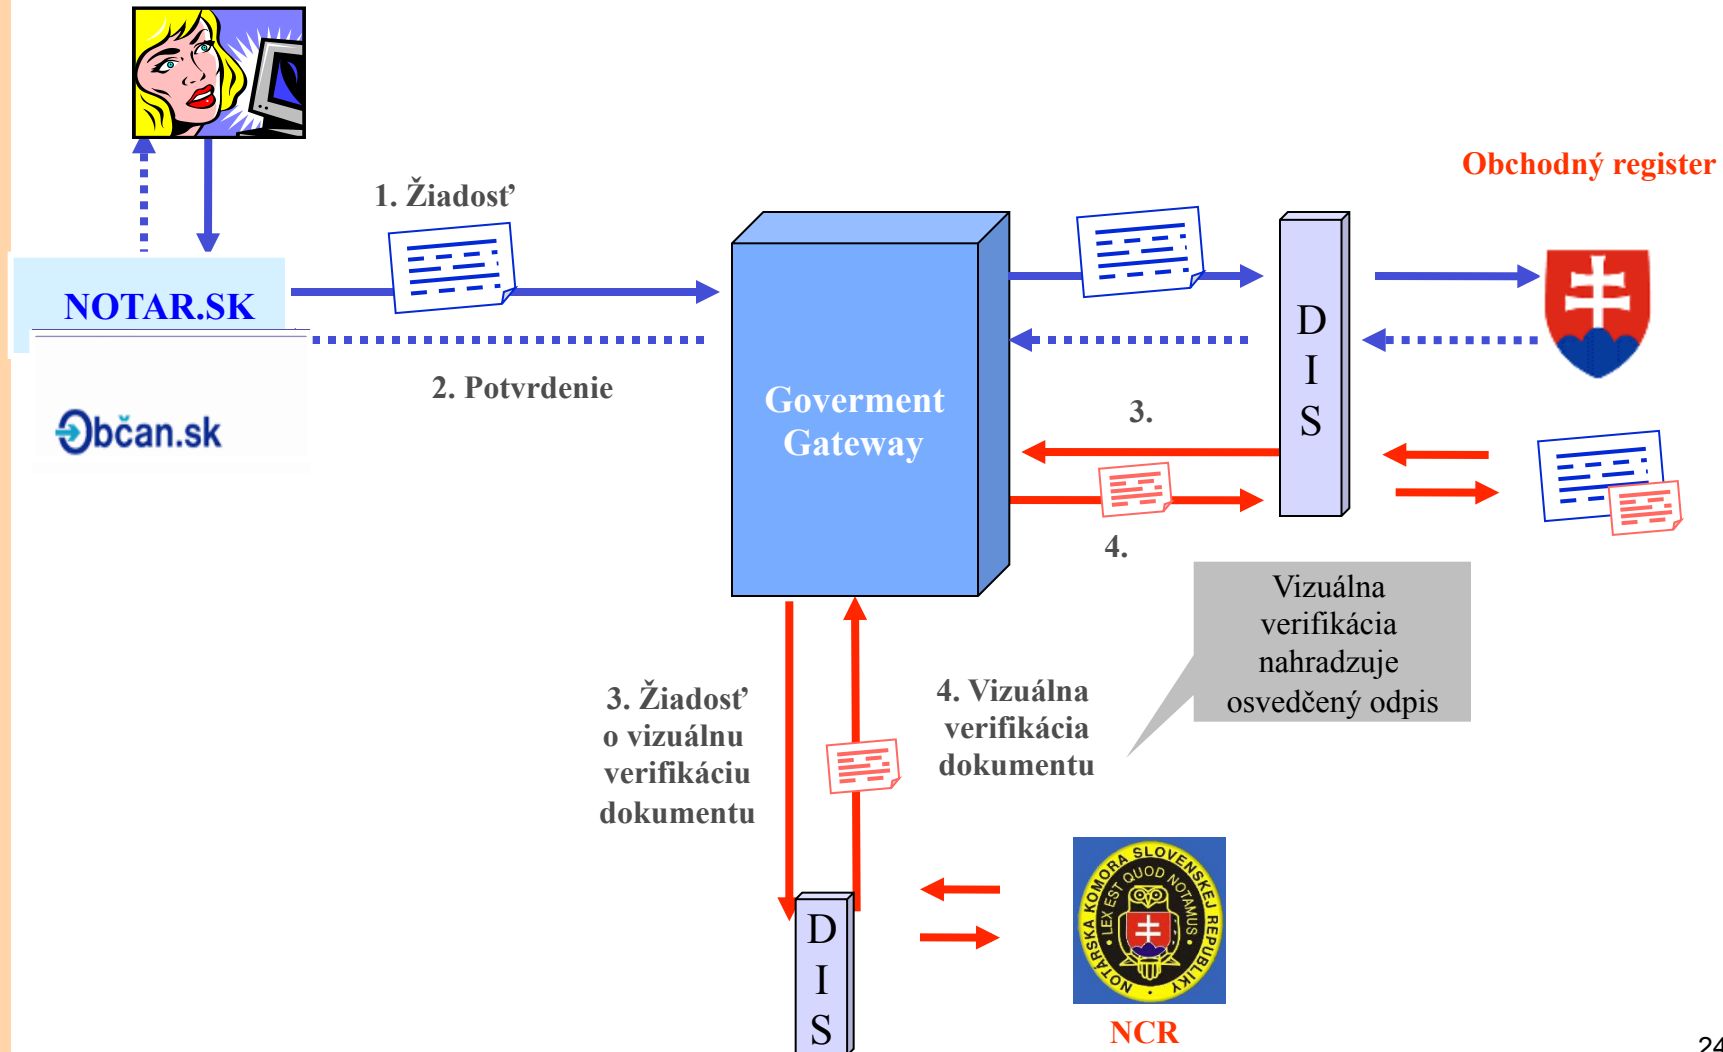 Obchodný register
1. Žiadosť
NOTAR.SK
2. Potvrdenie
Občan.sk
Goverment
Gateway
D
I
S
3.
4.
Vizuálna
verifikácia
nahradzuje
osvedčený odpis
3. Žiadosť
o vizuálnu
verifikáciu
dokumentu
4. Vizuálna
verifikácia
dokumentu
D
I
S
NOTÁRSKA KOMORA SLOVENSKEJ REPUBLIKY
LEX EST QUOD NOTAMUS
NCR
24